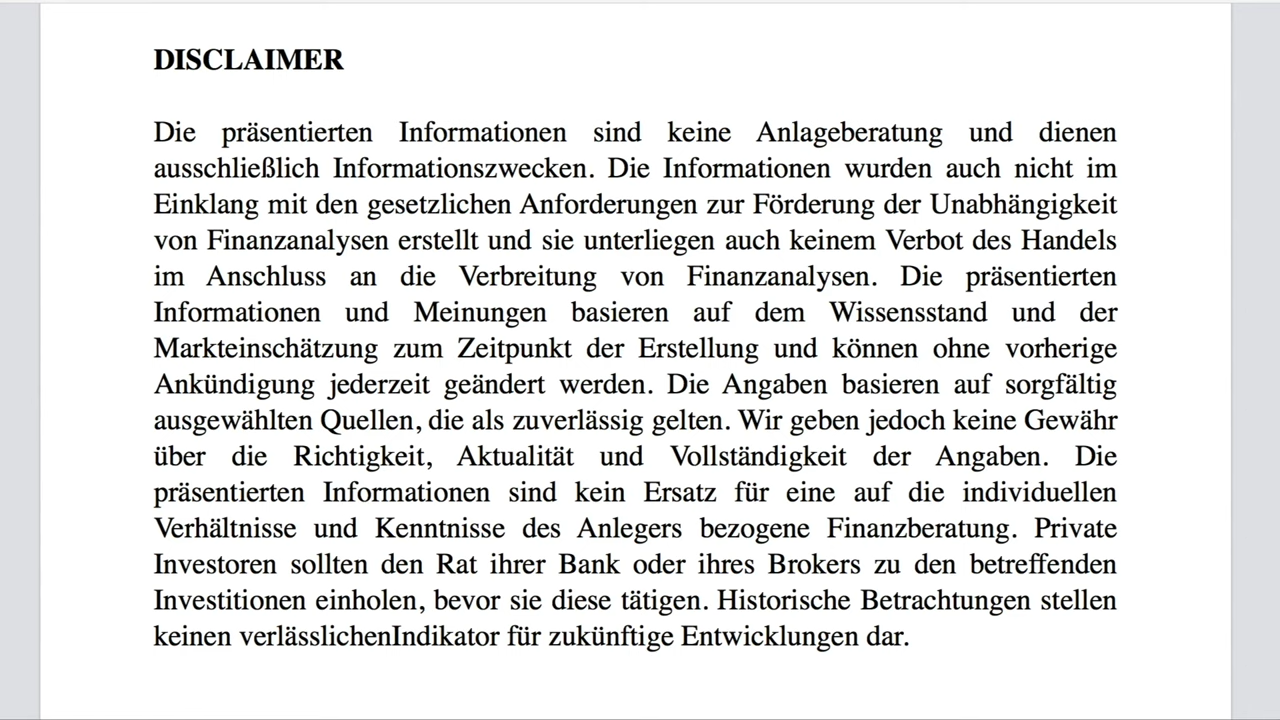 DISCLAIMER
Die präsentierten Informationen sind keine Anlageberatung und dienen
ausschließlich Informationszwecken. Die Informationen wurden auch nicht im
Einklang mit den gesetzlichen Anforderungen zur Förderung der Unabhängigkeit
von Finanzanalysen erstellt und sie unterliegen auch keinem Verbot des Handels
im Anschluss an die Verbreitung von Finanzanalysen. Die präsentierten
Informationen und Meinungen basieren auf dem Wissensstand und der
Markteinschätzung zum Zeitpunkt der Erstellung und können ohne vorherige
Ankündigung jederzeit geändert werden. Die Angaben basieren auf sorgfältig
ausgewählten Quellen, die als zuverlässig gelten. Wir geben jedoch keine Gewähr
über die Richtigkeit, Aktualität und Vollständigkeit der Angaben. Die
präsentierten Informationen sind kein Ersatz für eine auf die individuellen
Verhältnisse und Kenntnisse des Anlegers bezogene Finanzberatung. Private
Investoren sollten den Rat ihrer Bank oder ihres Brokers zu den betreffenden
Investitionen einholen, bevor sie diese tätigen. Historische Betrachtungen stellen
keinen verlässlichenIndikator für zukünftige Entwicklungen dar.